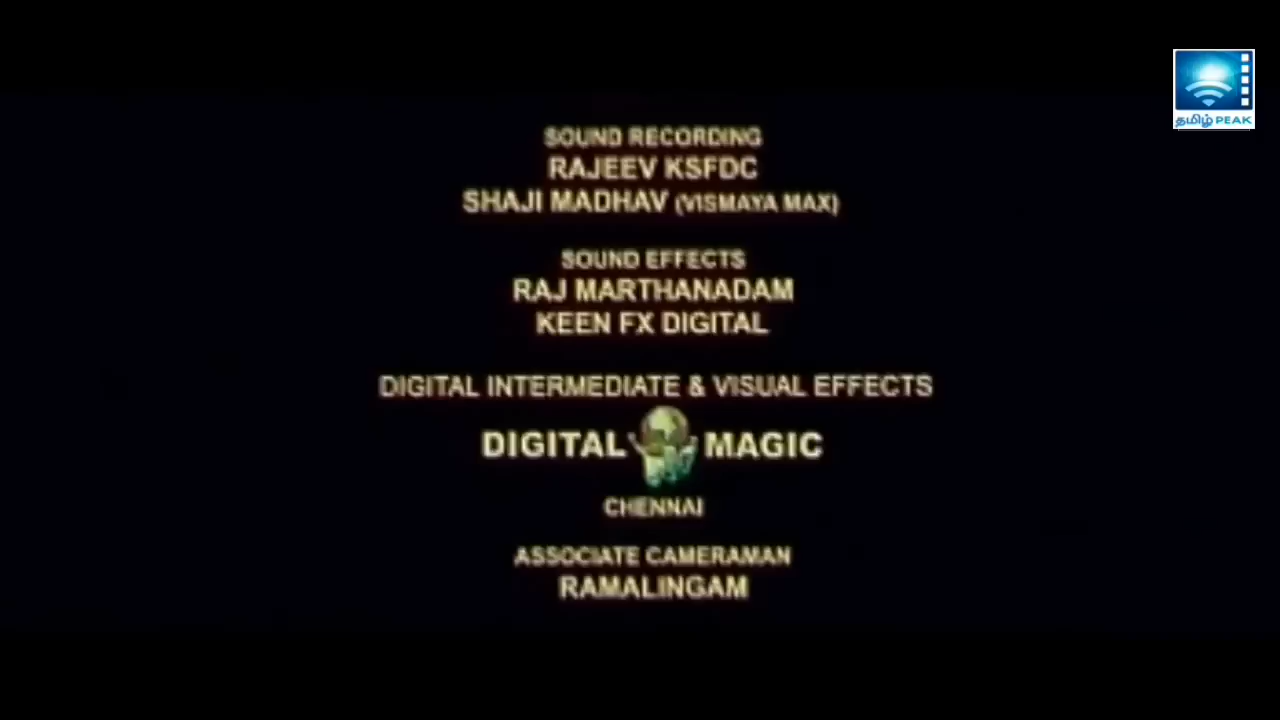 தமிழ் PEAK
SOUND RECORDING
RAJEEV KSFDC
SHAJI MADHAV (VISMAYA MAX)
SOUND EFFECTS
RAJ MARTHANADAM
KEEN FX DIGITAL
DIGITAL INTERMEDIATE & VISUAL EFFECTS
DIGITAL MAGIC
CHENNAI
ASSOCIATE CAMERAMAN
RAMALINGAM